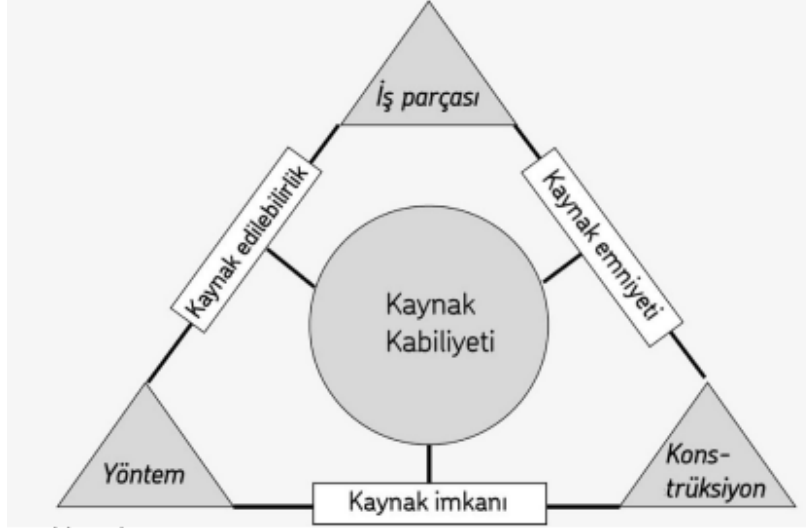 İş parçası
Kaynak edilebilirlik
Kaynak emniyeti
Kaynak
Kabiliyeti
Yöntem
Kaynak imkanı
Kons-
trüksiyon